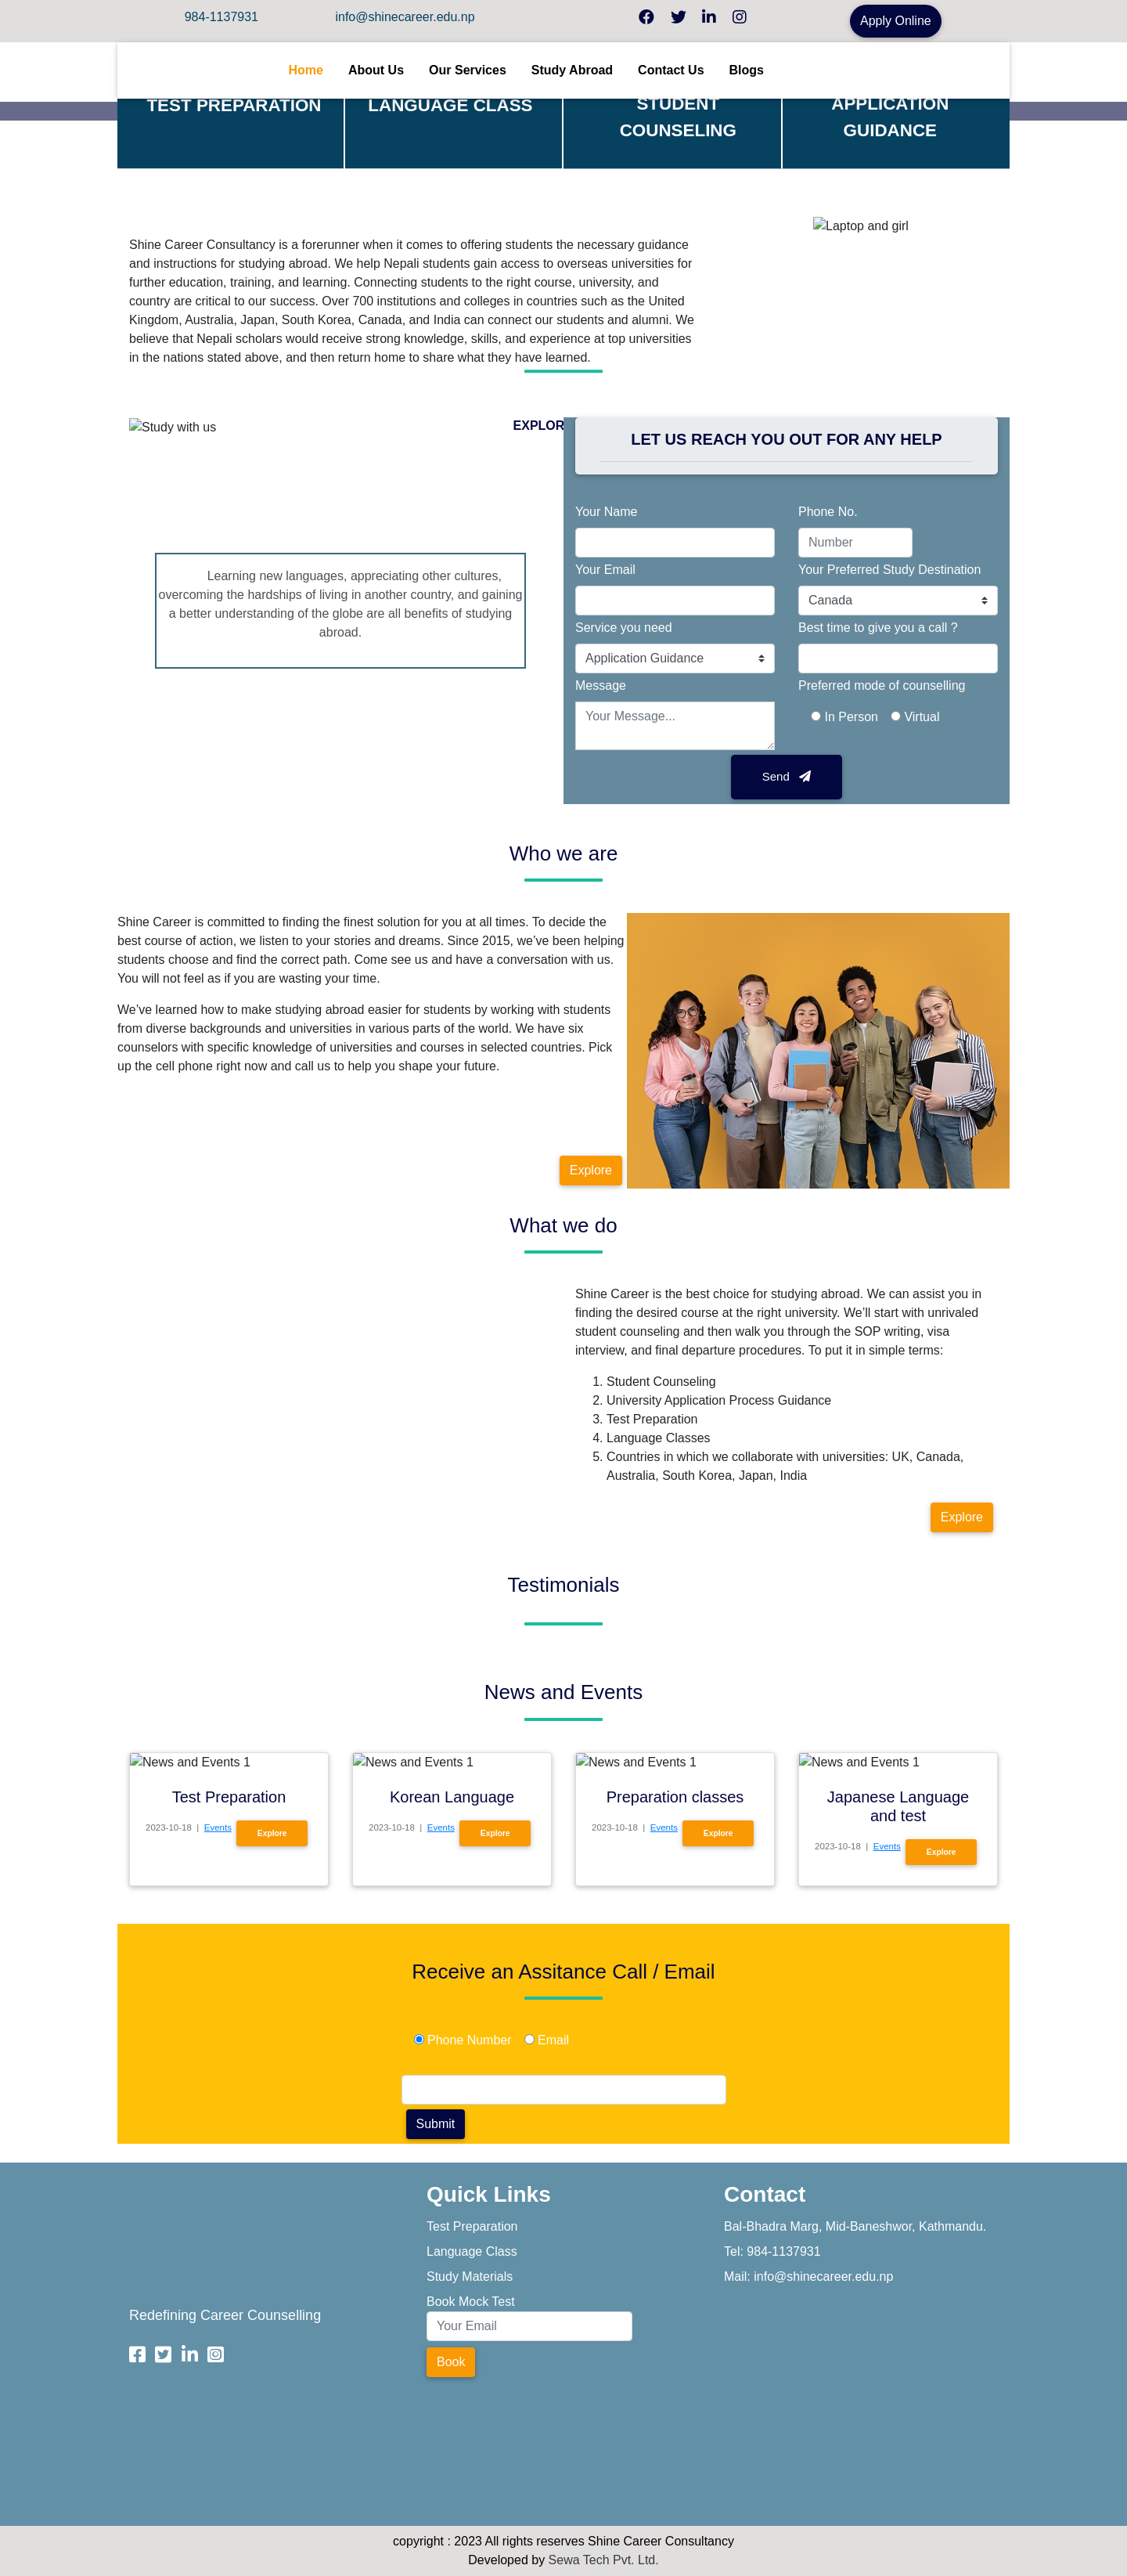 984-1137931
info@shinecareer.edu.np
Apply Online
Home
About Us
Our Services
Study Abroad
Contact Us
Blogs
TEST PREPARATION
LANGUAGE CLASS
STUDENT
COUNSELING
APPLICATION
GUIDANCE
Laptop and girl
Shine Career Consultancy is a forerunner when it comes to offering students the necessary guidance
and instructions for studying abroad. We help Nepali students gain access to overseas universities for
further education, training, and learning. Connecting students to the right course, university, and
country are critical to our success. Over 700 institutions and colleges in countries such as the United
Kingdom, Australia, Japan, South Korea, Canada, and India can connect our students and alumni. We
believe that Nepali scholars would receive strong knowledge, skills, and experience at top universities
in the nations stated above, and then return home to share what they have learned.
Study with us
EXPLOR
Learning new languages, appreciating other cultures,
overcoming the hardships of living in another country, and gaining
a better understanding of the globe are all benefits of studying
abroad.
LET US REACH YOU OUT FOR ANY HELP
Your Name
Phone No.
Number
Your Email
Your Preferred Study Destination
Canada
Service you need
Best time to give you a call ?
Application Guidance
Message
Preferred mode of counselling
Your Message...
In Person
Virtual
Send
Who we are
Shine Career is committed to finding the finest solution for you at all times. To decide the
best course of action, we listen to your stories and dreams. Since 2015, we’ve been helping
students choose and find the correct path. Come see us and have a conversation with us.
You will not feel as if you are wasting your time.
We’ve learned how to make studying abroad easier for students by working with students
from diverse backgrounds and universities in various parts of the world. We have six
counselors with specific knowledge of universities and courses in selected countries. Pick
up the cell phone right now and call us to help you shape your future.
Explore
What we do
Shine Career is the best choice for studying abroad. We can assist you in
finding the desired course at the right university. We’ll start with unrivaled
student counseling and then walk you through the SOP writing, visa
interview, and final departure procedures. To put it in simple terms:
1. Student Counseling
2. University Application Process Guidance
3. Test Preparation
4. Language Classes
5. Countries in which we collaborate with universities: UK, Canada,
Australia, South Korea, Japan, India
Explore
Testimonials
News and Events
News and Events 1
Test Preparation
2023-10-18 | Events
Explore
News and Events 1
Korean Language
2023-10-18 | Events
Explore
News and Events 1
Preparation classes
2023-10-18 | Events
Explore
News and Events 1
Japanese Language
and test
2023-10-18 | Events
Explore
Receive an Assitance Call / Email
Phone Number
Email
Submit
Redefining Career Counselling
Quick Links
Test Preparation
Language Class
Study Materials
Book Mock Test
Your Email
Book
Contact
Bal-Bhadra Marg, Mid-Baneshwor, Kathmandu.
Tel: 984-1137931
Mail: info@shinecareer.edu.np
copyright : 2023 All rights reserves Shine Career Consultancy
Developed by Sewa Tech Pvt. Ltd.